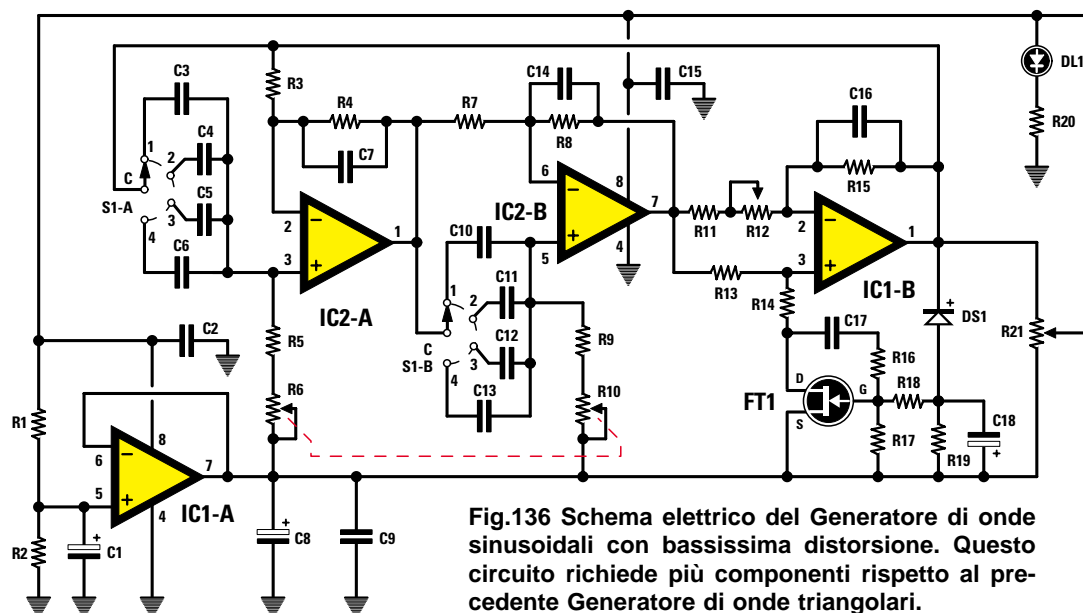 C3
C14
C15
DL1
R3
R4
R7
C16
C4
R8
R20
1
2
C7
C
C5
6
8
R15
S1-A
3
IC2-B
7
4
C10
R11
R12
2
1
2
1
C6
5
4
3
3
C11
R13
IC1-B
IC2-A
1
2
R14
DS1
+
C2
C
C12
C17
R21
R5
S1-B
3
R9
R16
4
D
R18
C13
G
R1
R6
R10
FT1
8
S
C18
6
7
R17
R19
+
5
IC1-A
4
R2
+
C1
+
C8
C9
Fig.136 Schema elettrico del Generatore di onde
sinusoidali con bassissima distorsione. Questo
circuito richiede più componenti rispetto al pre-
cedente Generatore di onde triangolari.